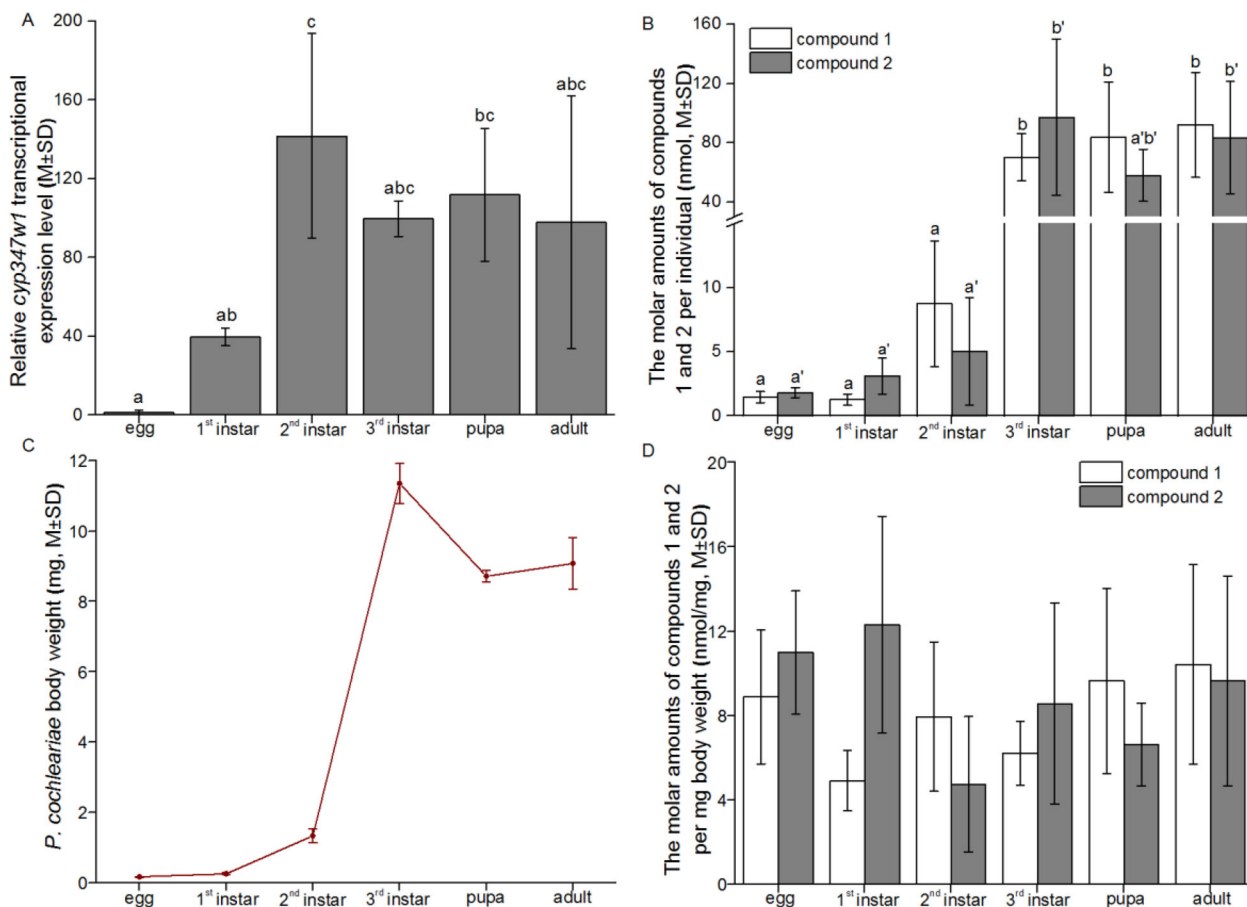 A
Relative cyp347w1 transcriptional
expression level (M±SD)
200
160
120
80
40
0
a
ab
c
abc
bc
abc
egg
1st instar
2nd instar
3rd instar
pupa
adult
B
The molar amounts of compounds
1 and 2 per individual (nmol, M±SD)
160
120
80
40
10
5
0
compound 1
compound 2
a
a'
a
a'
a
a'
b
b'
b
a'b'
b
b'
egg
1st instar
2nd instar
3rd instar
pupa
adult
C
P. cochleariae body weight (mg, M±SD)
12
10
8
6
4
2
0
egg
1st instar
2nd instar
3rd instar
pupa
adult
D
The molar amounts of compounds 1 and 2
per mg body weight (nmol/mg, M±SD)
20
16
12
8
4
0
compound 1
compound 2
egg
1st instar
2nd instar
3rd instar
pupa
adult